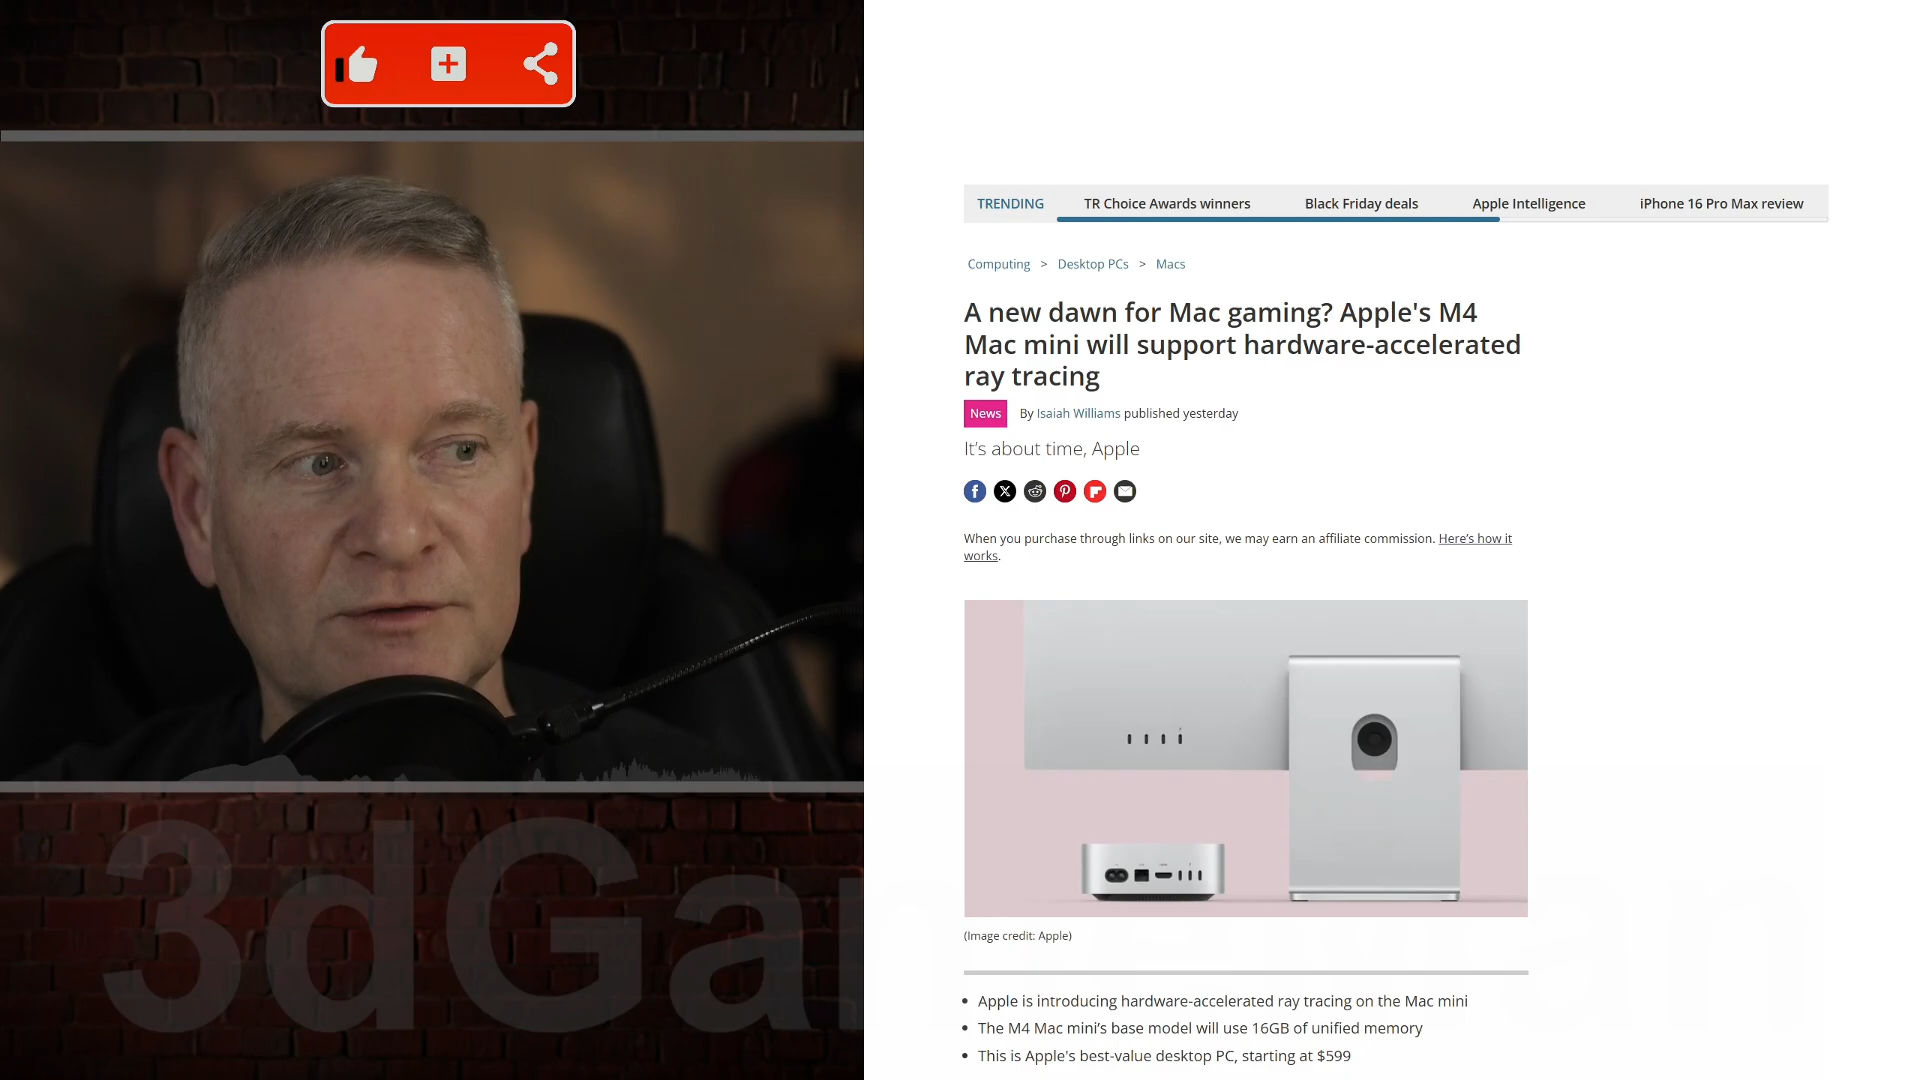 TRENDING TR Choice Awards winners Black Friday deals Apple Intelligence iPhone 16 Pro Max review
Computing > Desktop PCs > Macs
A new dawn for Mac gaming? Apple's M4
Mac mini will support hardware-accelerated
ray tracing
News By Isaiah Williams published yesterday
It's about time, Apple
When you purchase through links on our site, we may earn an affiliate commission. Here's how it
works.
(Image credit: Apple)
Apple is introducing hardware-accelerated ray tracing on the Mac mini
The M4 Mac mini's base model will use 16GB of unified memory
This is Apple's best-value desktop PC, starting at $599